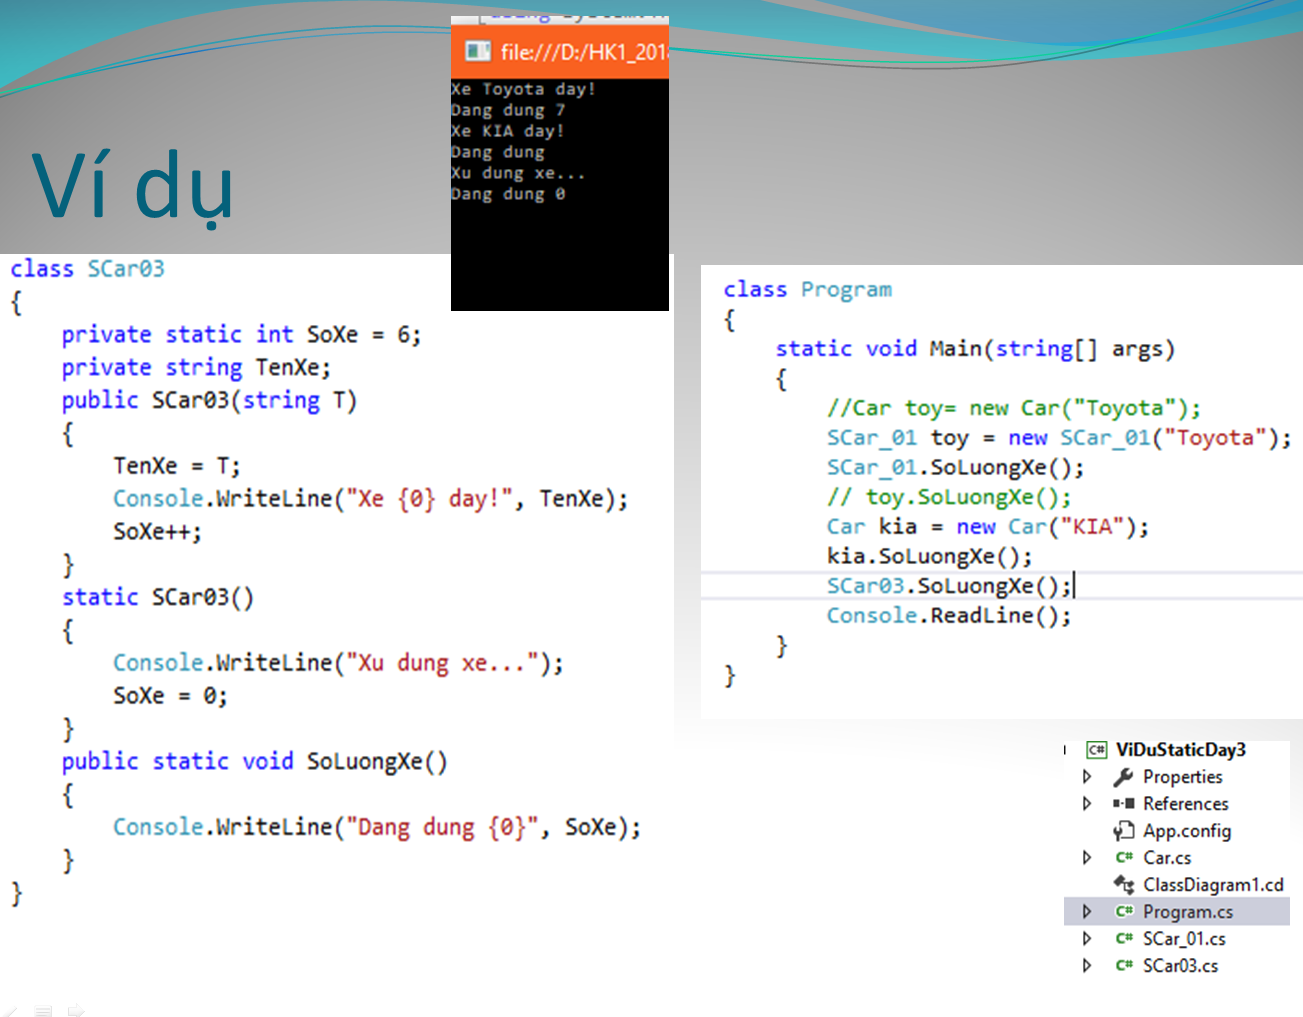 file:///D:/HK1_201
Xe Toyota day!
Dang dung 7
Xe KIA day!
Dang dung
Xu dung xe...
Dang dung 0
Ví dụ
class SCar03
{
private static int SoXe = 6;
private string TenXe;
public SCar03(string T)
{
TenXe = T;
Console.WriteLine("Xe {0} day!", TenXe);
SoXe++;
}
static SCar03()
{
Console.WriteLine("Xu dung xe...");
SoXe = 0;
}
public static void SoLuongXe()
{
Console.WriteLine("Dang dung {0}", SoXe);
}
}
class Program
{
static void Main(string[] args)
{
//Car toy= new Car("Toyota");
SCar_01 toy = new SCar_01("Toyota");
SCar_01.SoLuongXe();
// toy.SoLuongXe();
Car kia = new Car("KIA");
kia.SoLuongXe();
SCar03.SoLuongXe();
Console.ReadLine();
}
}
C# ViDuStaticDay3
Properties
References
App.config
C# Car.cs
ClassDiagram1.cd
C# Program.cs
C# SCar_01.cs
C# SCar03.cs